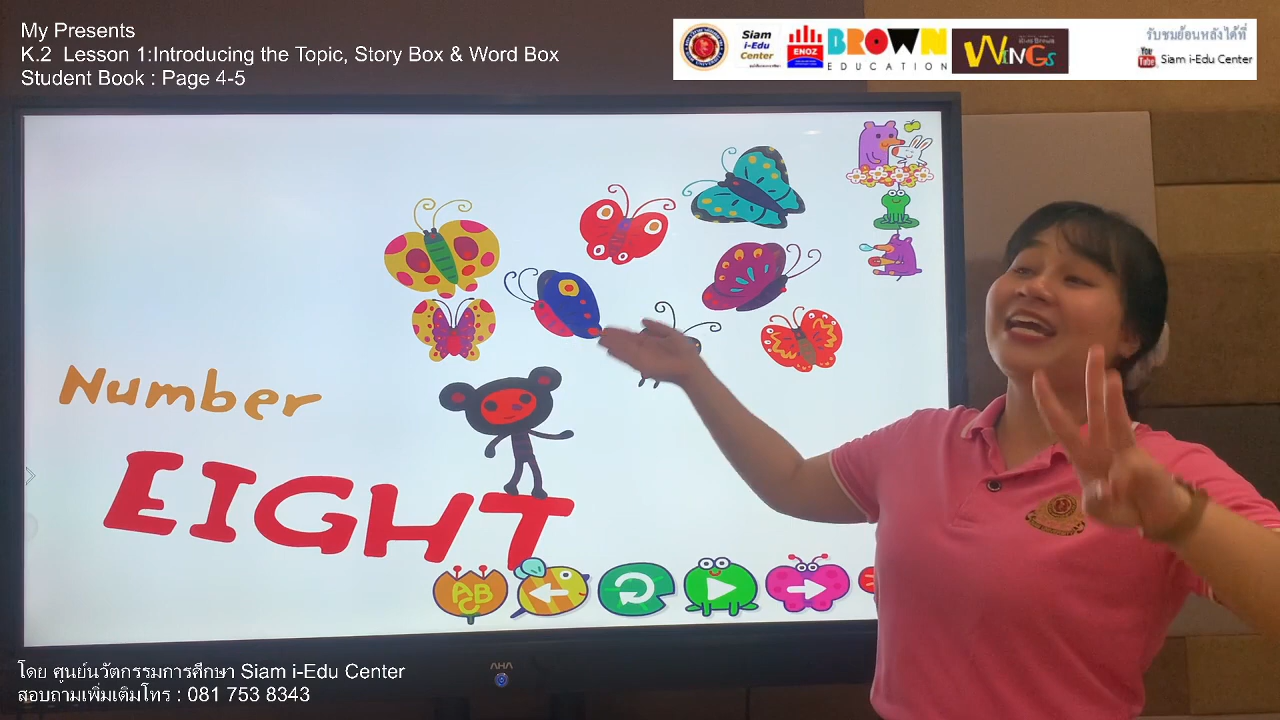 My Presents
K.2 Lesson 1:Introducing the Topic, Story Box & Word Box
Student Book : Page 4-5
Siam
i-Edu
Center
ENOZ
BROWN
EDUCATION
WiNGs
รับชมย้อนหลังได้ที่
You
Tube
Siam i-Edu Center
Number
EIGHT
ABC
โดย ศูนย์นวัตกรรมการศึกษา Siam i-Edu Center
สอบถามเพิ่มเติมโทร : 081 753 8343